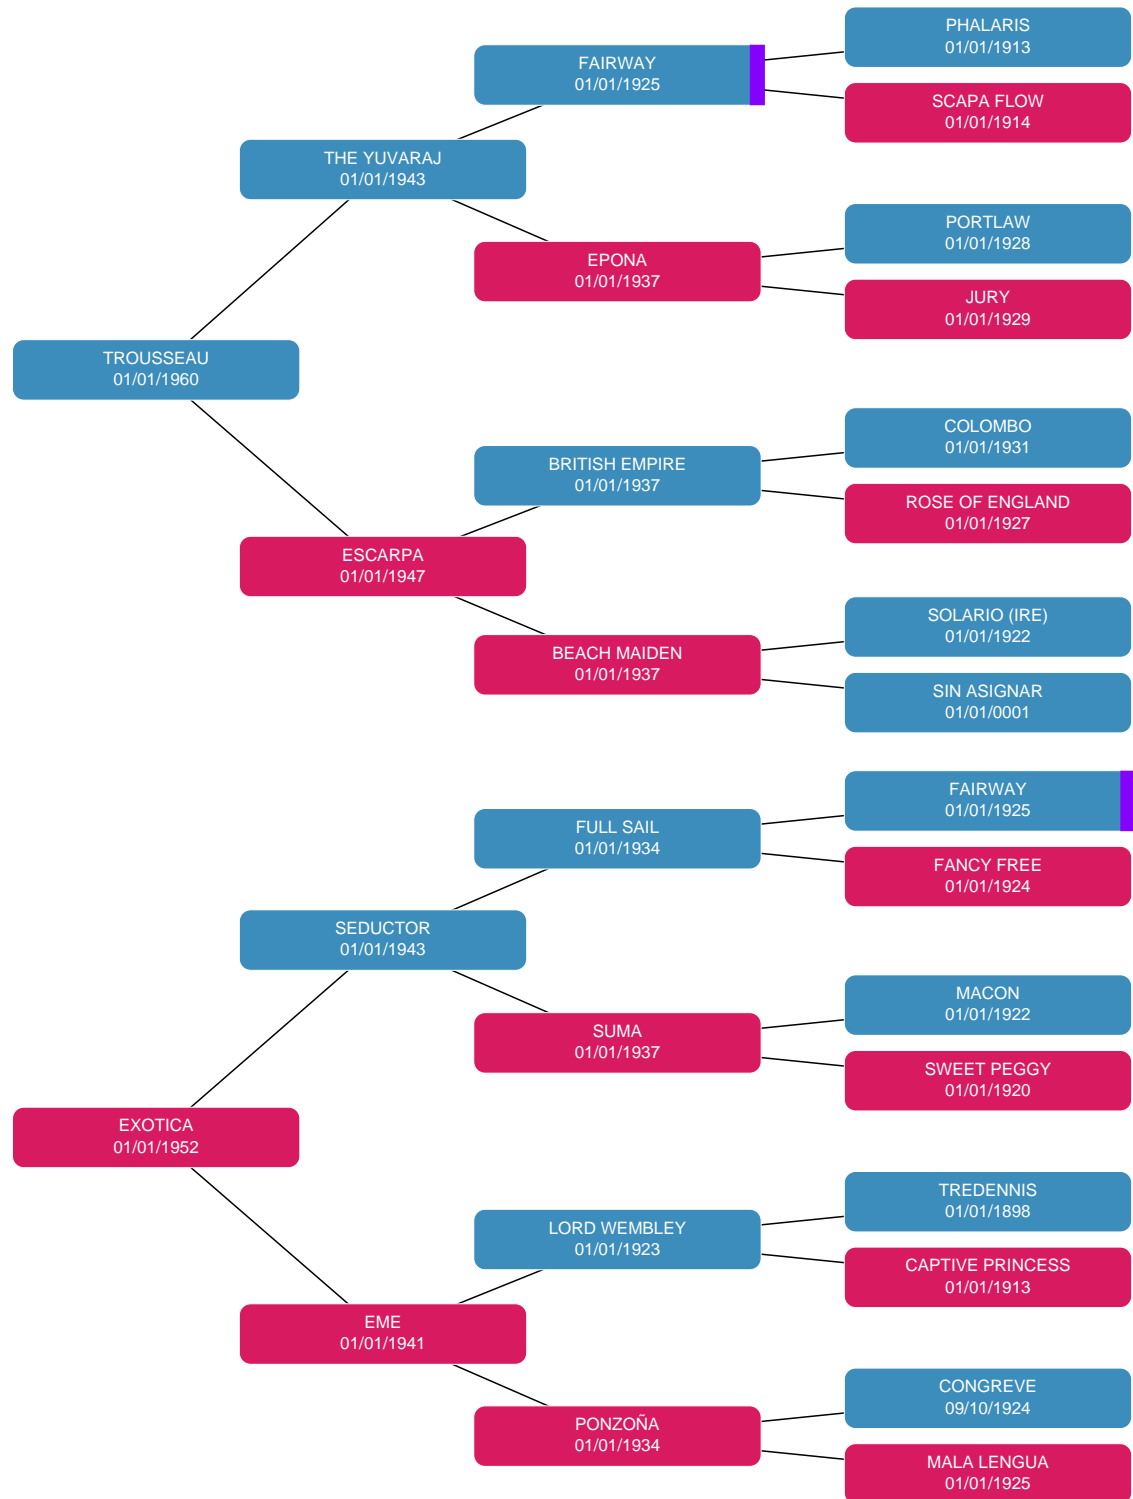 PHALARIS
01/01/1913
FAIRWAY
01/01/1925
SCAPA FLOW
01/01/1914
THE YUVARAJ
01/01/1943
PORTLAW
01/01/1928
EPONA
01/01/1937
JURY
01/01/1929
TROUSSEAU
01/01/1960
COLOMBO
01/01/1931
BRITISH EMPIRE
01/01/1937
ROSE OF ENGLAND
01/01/1927
ESCARPA
01/01/1947
SOLARIO (IRE)
01/01/1922
BEACH MAIDEN
01/01/1937
SIN ASIGNAR
01/01/0001
FAIRWAY
01/01/1925
FULL SAIL
01/01/1934
FANCY FREE
01/01/1924
SEDUCTOR
01/01/1943
MACON
01/01/1922
SUMA
01/01/1937
SWEET PEGGY
01/01/1920
EXOTICA
01/01/1952
TREDENNIS
01/01/1898
LORD WEMBLEY
01/01/1923
CAPTIVE PRINCESS
01/01/1913
EME
01/01/1941
CONGREVE
09/10/1924
PONZOÑA
01/01/1934
MALA LENGUA
01/01/1925